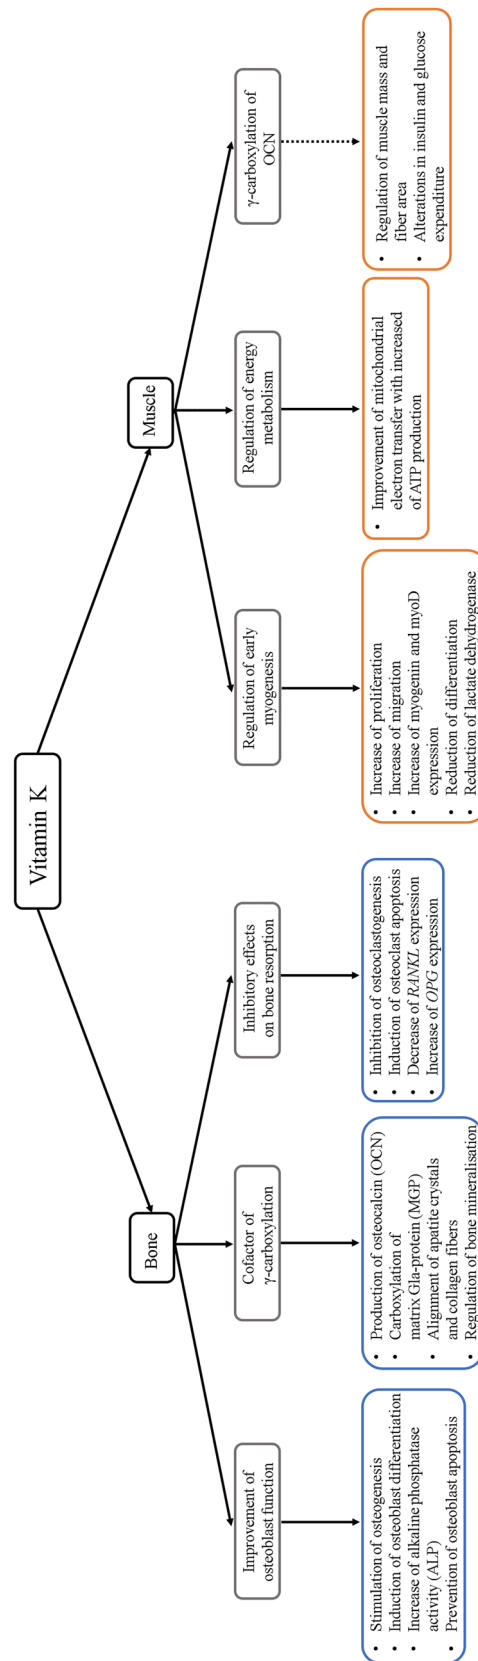 Vitamin K
Bone
Muscle
Improvement of
osteoblast function
Cofactor of
γ-carboxylation
Inhibitory effects
on bone resorption
Regulation of early
myogenesis
Regulation of energy
metabolism
γ-carboxylation of
OCN
• Stimulation of osteogenesis
• Induction of osteoblast differentiation
• Increase of alkaline phosphatase
activity (ALP)
• Prevention of osteoblast apoptosis
• Production of osteocalcin (OCN)
• Carboxylation of
matrix Gla-protein (MGP)
• Alignment of apatite crystals
and collagen fibers
• Regulation of bone mineralisation
• Inhibition of osteoclastogenesis
• Induction of osteoclast apoptosis
• Decrease of RANKL expression
• Increase of OPG expression
• Increase of proliferation
• Increase of migration
• Increase of myogenin and myoD
expression
• Reduction of differentiation
• Reduction of lactate dehydrogenase
• Improvement of mitochondrial
electron transfer with increased
of ATP production
• Regulation of muscle mass and
fiber area
• Alterations in insulin and glucose
expenditure